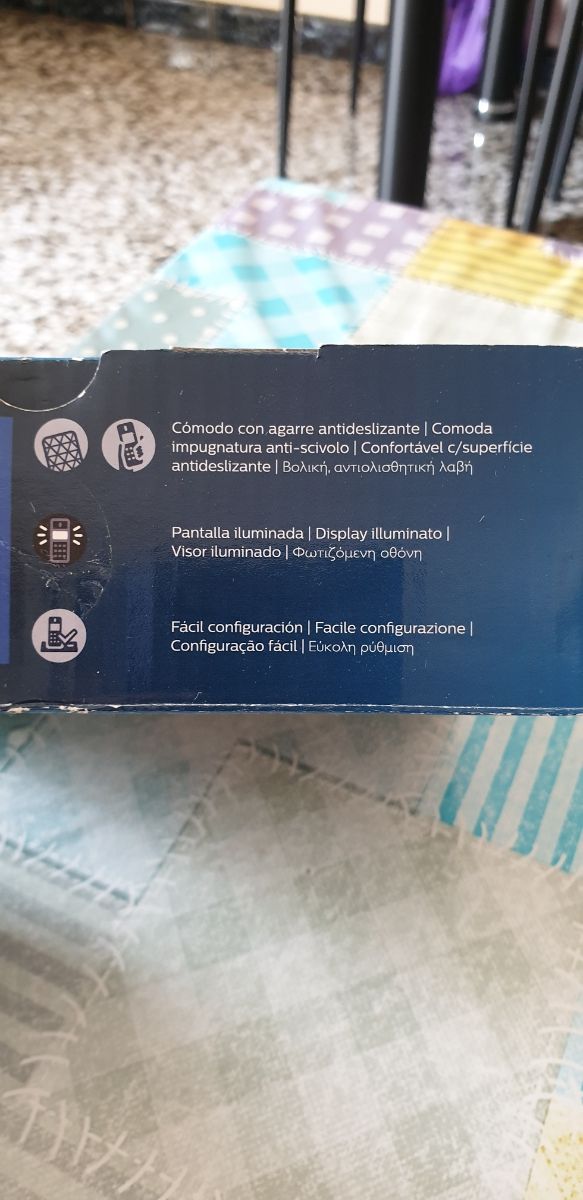 Cómodo con agarre antideslizante | Comoda
impugnatura anti-scivolo | Confortável c/superfície
antideslizante | Βολική, αντιολισθητική λαβή
Pantalla iluminada | Display illuminato |
Visor iluminado | Φωτιζόμενη οθόνη
Fácil configuración | Facile configurazione |
Configuração fácil | Εύκολη ρύθμιση